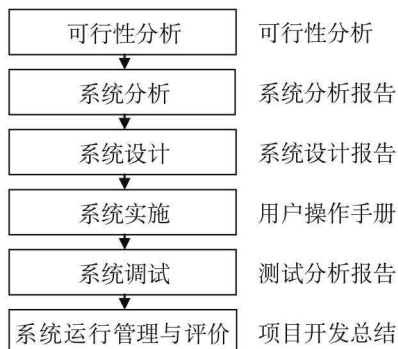 可行性分析 可行性分析
系统分析 系统分析报告
系统设计 系统设计报告
系统实施 用户操作手册
系统调试 测试分析报告
系统运行管理与评价 项目开发总结